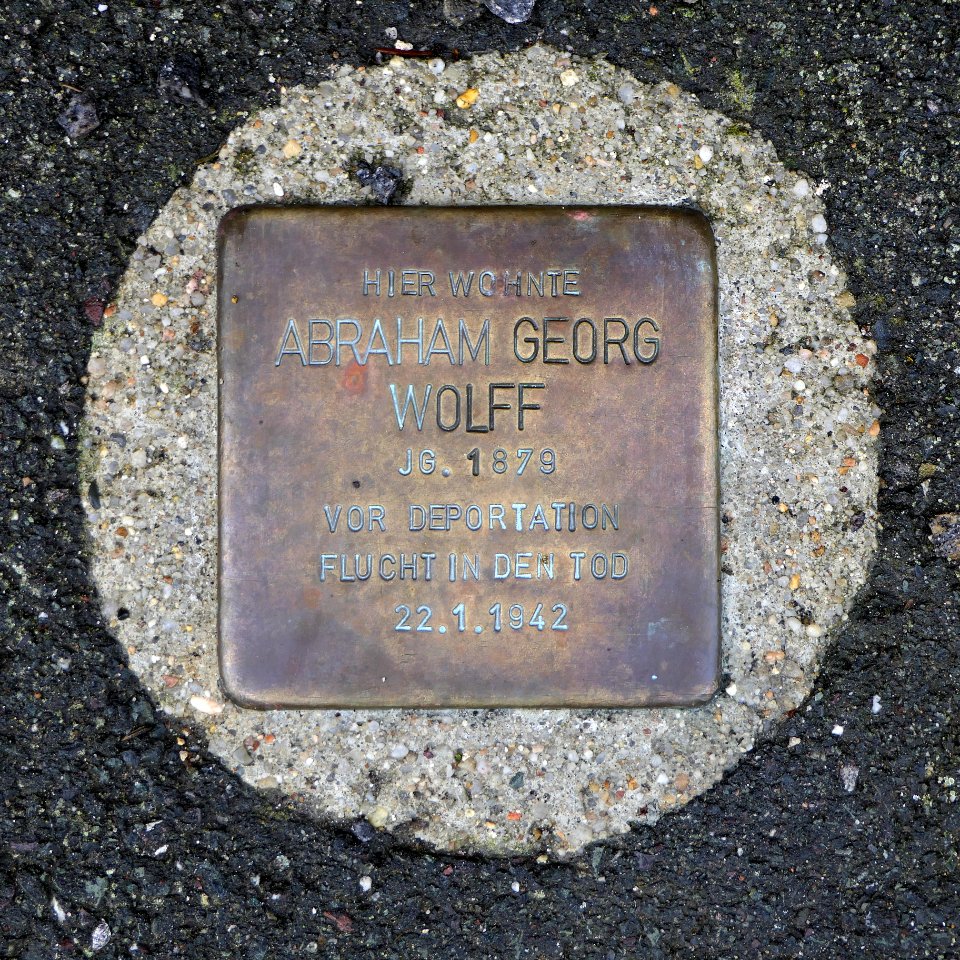 HIER WOHNTE
ABRAHAM GEORG
WOLFF
JG. 1879
VOR DEPORTATION
FLUCHT IN DEN TOD
22.1.1942